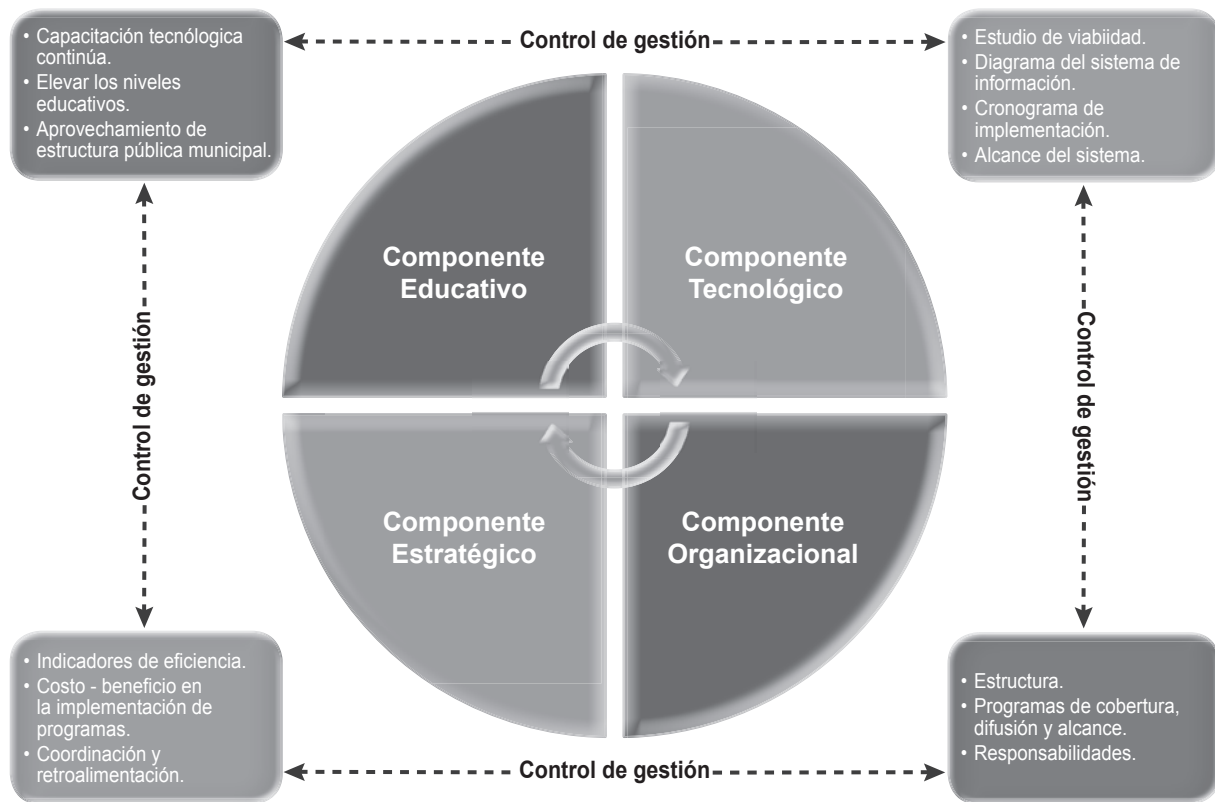 • Capacitación tecnólogica
continúa.
• Elevar los niveles
educativos.
• Aprovechamiento de
estructura pública municipal.
Control de gestión
• Estudio de viabiidad.
• Diagrama del sistema de
información.
• Cronograma de
implementación.
• Alcance del sistema.
Componente
Educativo
Componente
Tecnológico
Control de gestión
Control de gestión
Componente
Estratégico
Componente
Organizacional
• Indicadores de eficiencia.
• Costo - beneficio en
la implementación de
programas.
• Coordinación y
retroalimentación.
Control de gestión
• Estructura.
• Programas de cobertura,
difusión y alcance.
• Responsabilidades.